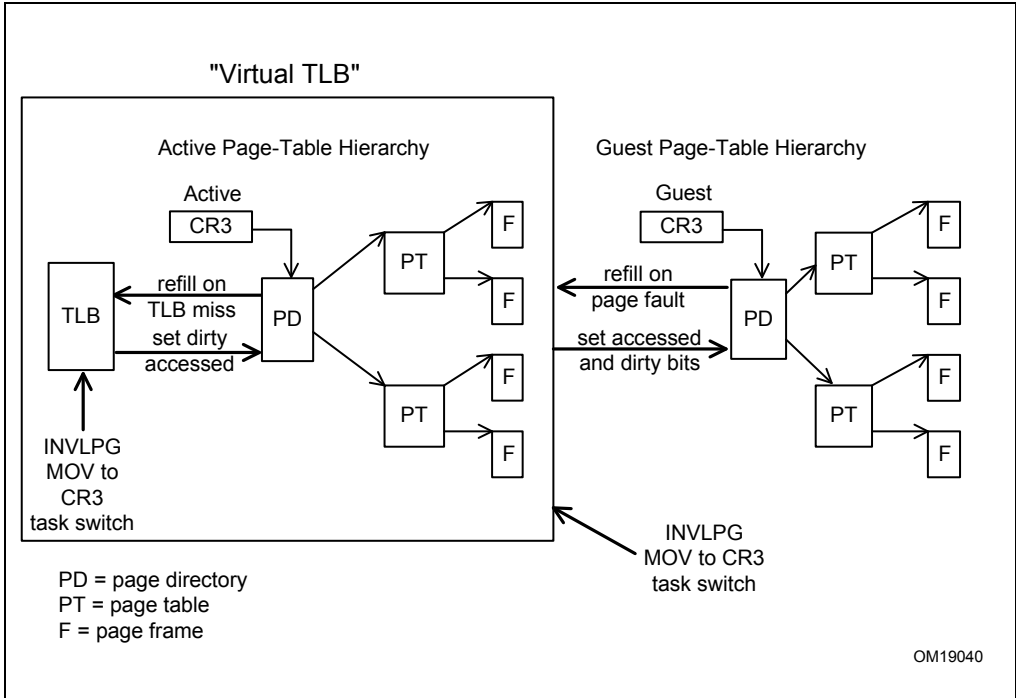 "Virtual TLB"
Active Page-Table Hierarchy
Guest Page-Table Hierarchy
Active
CR3
TLB
refill on
TLB miss
set dirty
accessed
PD
PT
F
F
PT
F
F
INVLPG
MOV to
CR3
task switch
Guest
CR3
refill on
page fault
set accessed
and dirty bits
PD
PT
F
F
PT
F
F
INVLPG
MOV to CR3
task switch
PD = page directory
PT = page table
F = page frame
OM19040